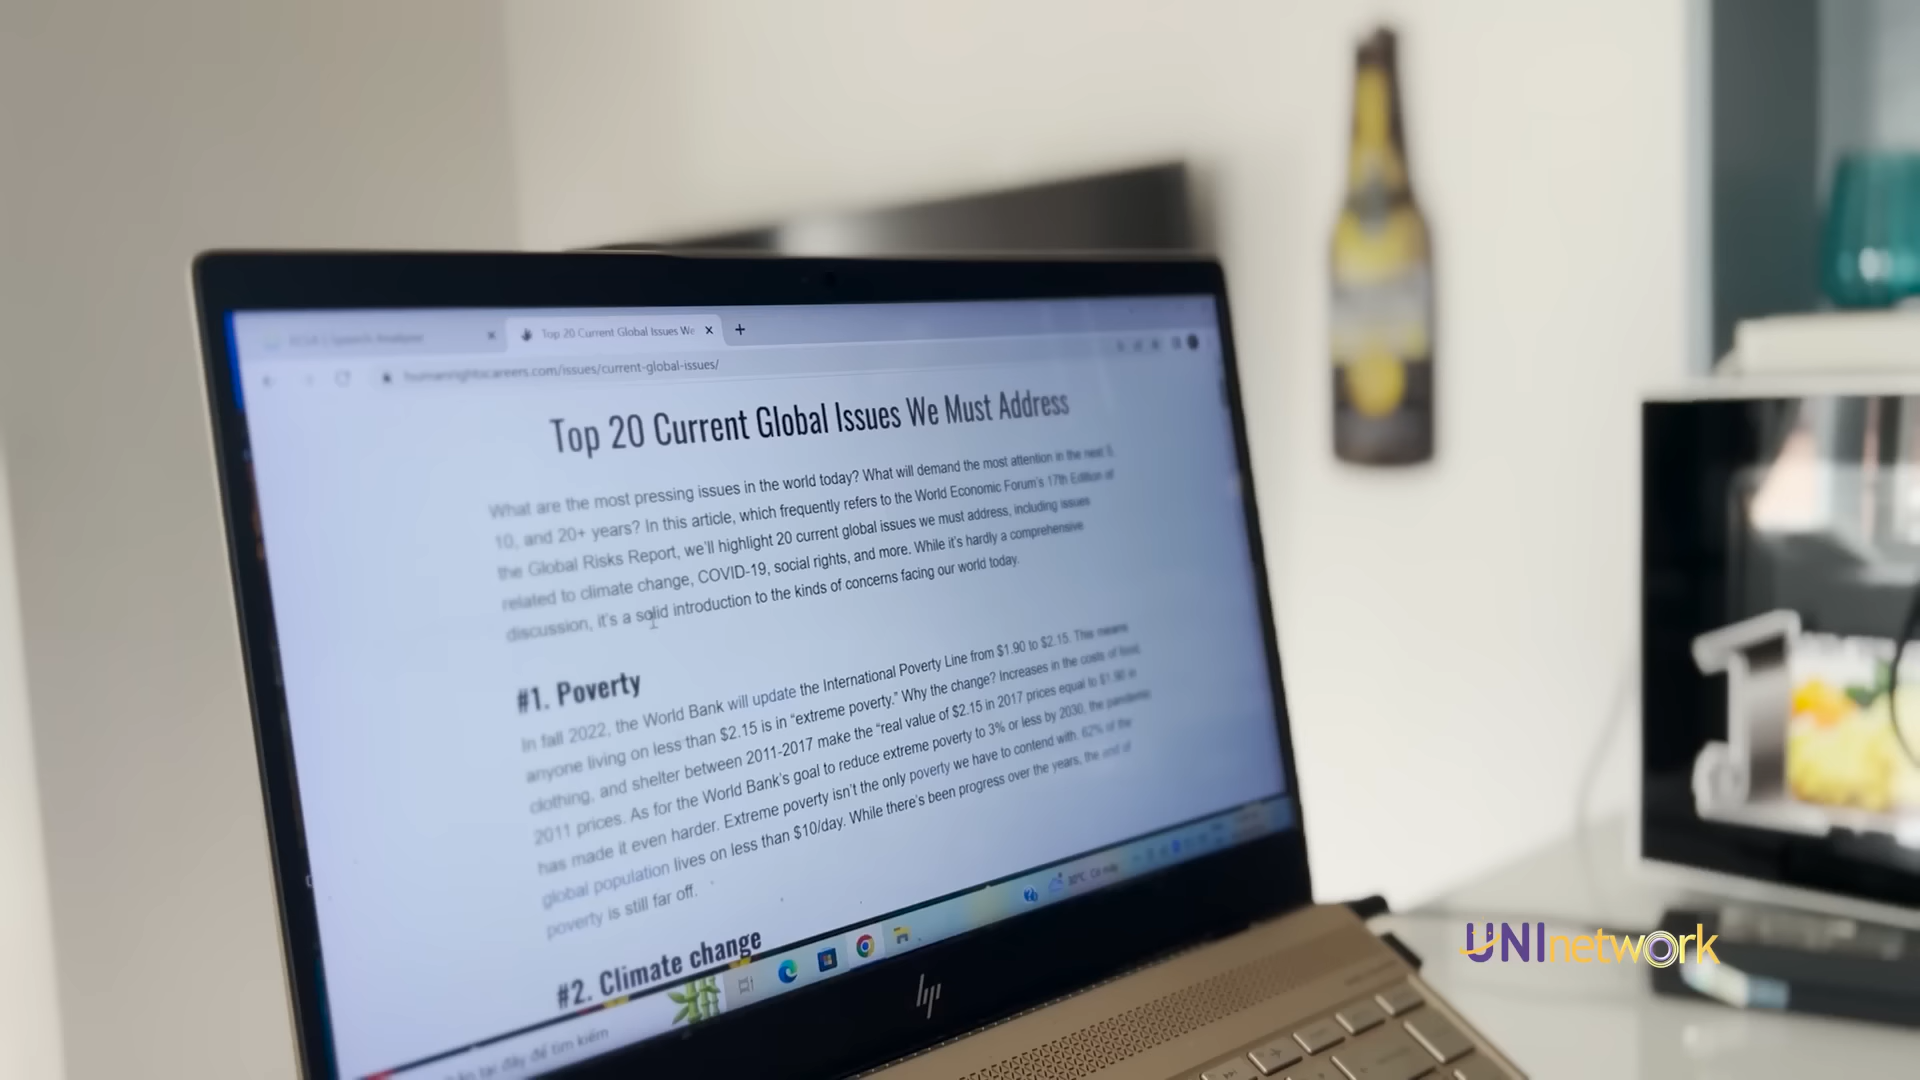 Top 20 Current Global Issues We
humanrightscareers.com/issues/current-global-issues/
Top 20 Current Global Issues We Must Address
What are the most pressing issues in the world today? What will demand the most attention in the next 5,
10, and 20+ years? In this article, which frequently refers to the World Economic Forum's 17th Edition of
the Global Risks Report, we'll highlight 20 current global issues we must address, including issues
related to climate change, COVID-19, social rights, and more. While it's hardly a comprehensive
discussion, it's a solid introduction to the kinds of concerns facing our world today.
#1. Poverty
In fall 2022, the World Bank will update the International Poverty Line from $1.90 to $2.15. This means
anyone living on less than $2.15 is in “extreme poverty.” Why the change? Increases in the costs of food,
clothing, and shelter between 2011-2017 make the “real value of $2.15 in 2017 prices equal to $1.90 in
2011 prices. As for the World Bank's goal to reduce extreme poverty to 3% or less by 2030, the pandemic
has made it even harder. Extreme poverty isn't the only poverty we have to contend with. 62% of the
global population lives on less than $10/day. While there's been progress over the years, the end of
poverty is still far off.
#2. Climate change
30°C Có mây
tại đây để tìm kiếm
hp
UNInetwork